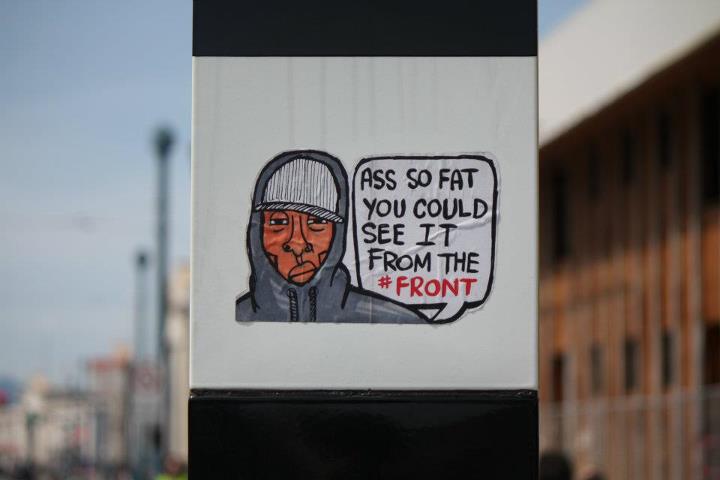 ASS SO FAT
YOU COULD
SEE IT
FROM THE
#FRONT